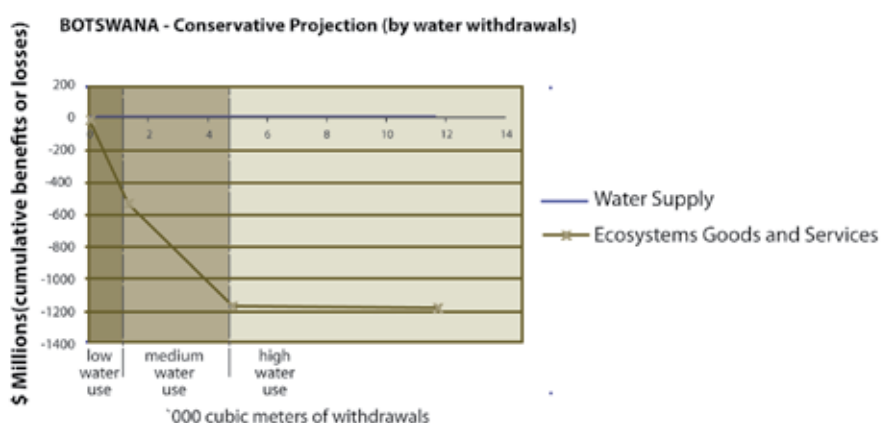 BOTSWANA - Conservative Projection (by water withdrawals)
$ Millions(cumulative benefits or losses)
200
0
-200
-400
-600
-800
-1000
-1200
-1400
0 2 4 6 8 10 12 14
low water use
medium water use
high water use
`000 cubic meters of withdrawals
Water Supply
Ecosystems Goods and Services